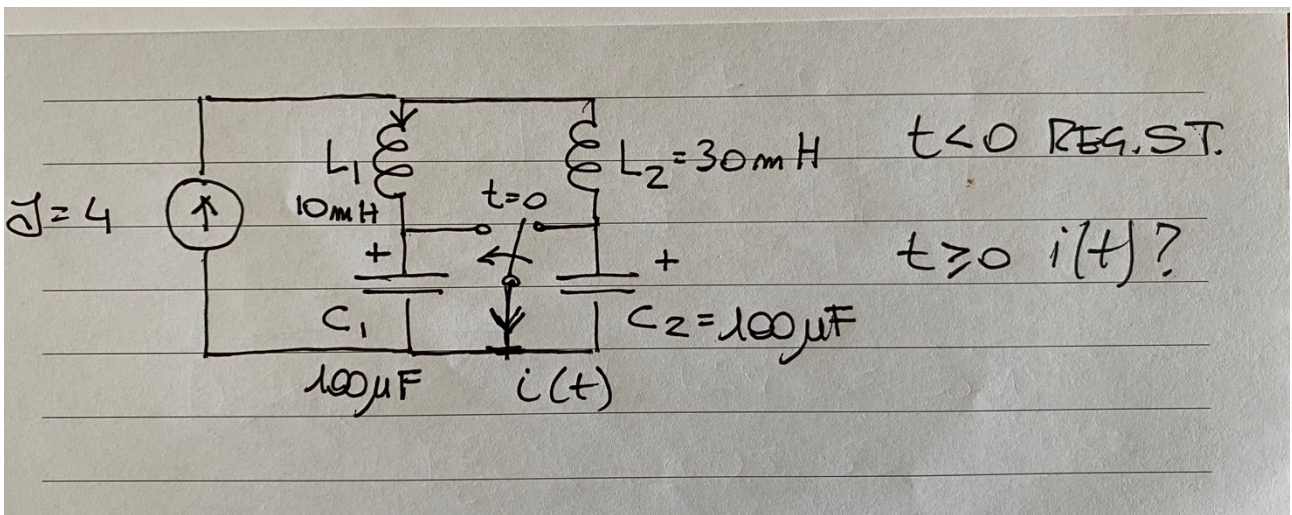 J=4
L₁
10mH
t=0
L₂=30mH
t<0 REG.ST.
t≥0 i(t)?
+
+
C₁
100μF
i(t)
C₂=100μF